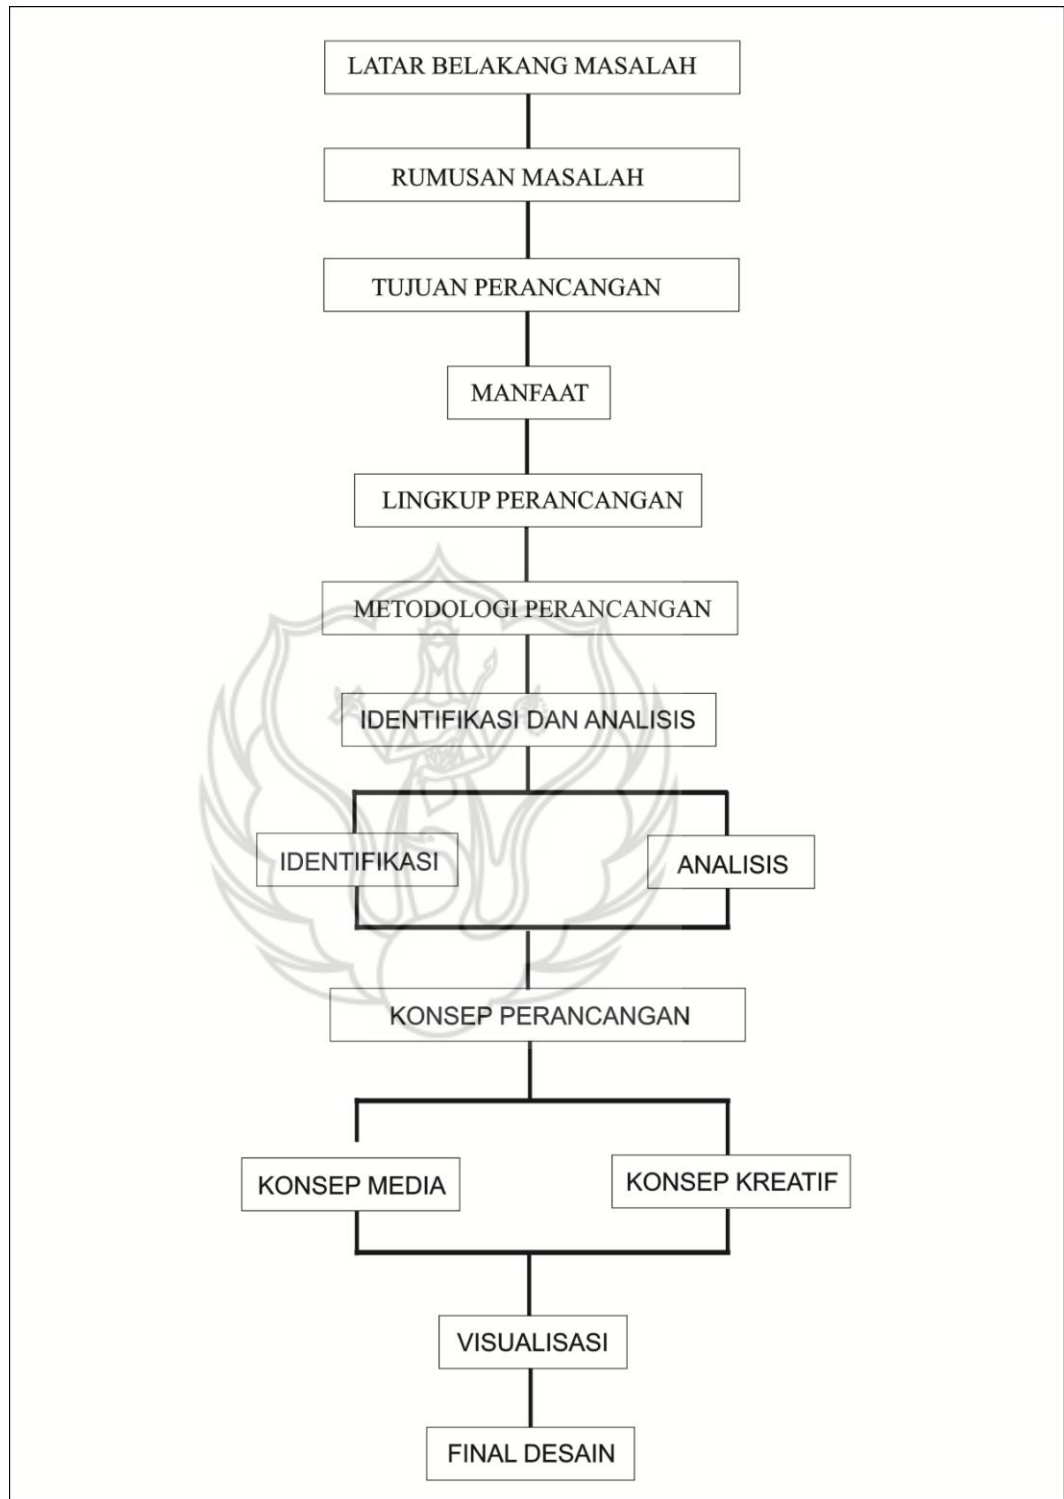 LATAR BELAKANG MASALAH
RUMUSAN MASALAH
TUJUAN PERANCANGAN
MANFAAT
LINGKUP PERANCANGAN
METODOLOGI PERANCANGAN
IDENTIFIKASI DAN ANALISIS
IDENTIFIKASI
ANALISIS
KONSEP PERANCANGAN
KONSEP MEDIA
KONSEP KREATIF
VISUALISASI
FINAL DESAIN